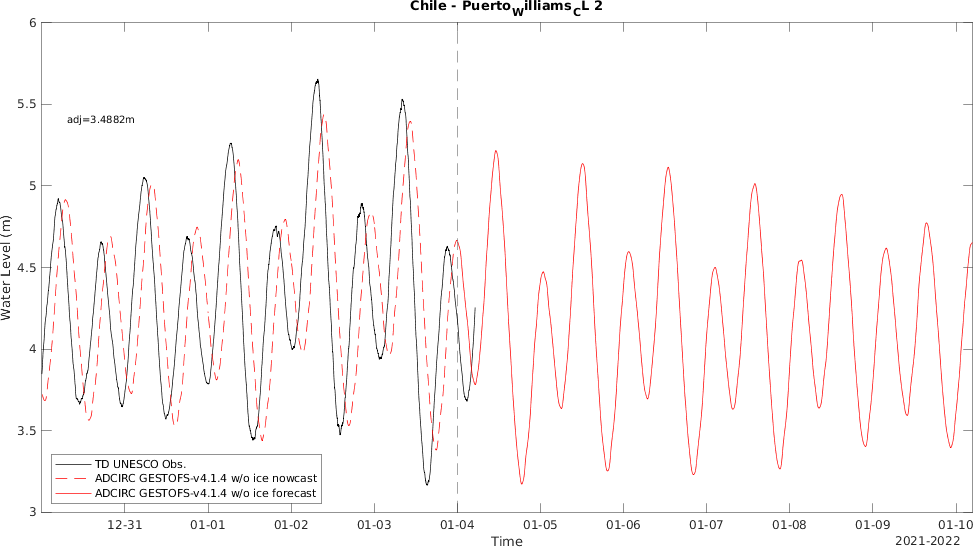 Chile - Puerto_Williams_CL 2
6
5.5
5
4.5
4
3.5
3
Water Level (m)
adj=3.4882m
TD UNESCO Obs.
ADCIRC GESTOFS-v4.1.4 w/o ice nowcast
ADCIRC GESTOFS-v4.1.4 w/o ice forecast
12-31 01-01 01-02 01-03 01-04 01-05 01-06 01-07 01-08 01-09 01-10
Time
2021-2022